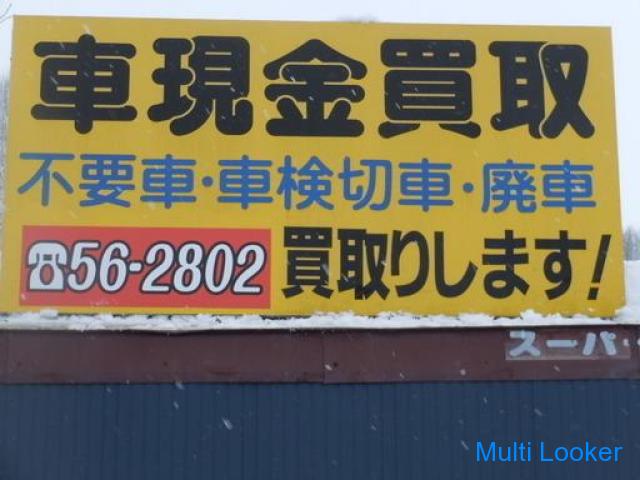 車現金買取
不要車・車検切車・廃車
☎56-2802 買取りします!
スーパー
Multi Looker